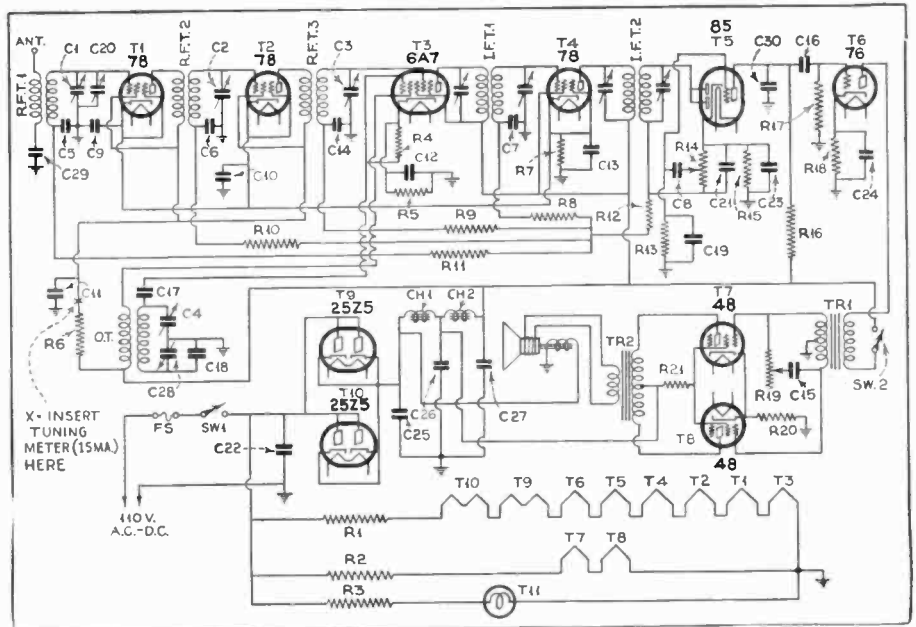 ANT.
R.F.T.1
C1
C20
T1
78
R.F.T.2
C2
T2
78
R.F.T.3
C3
T3
6A7
I.F.T.1
T4
78
I.F.T.2
85
T5
C30
C16
T6
76
C5
C9
C6
C14
C7
C29
C10
R4
C12
R5
R7
C13
R17
R14
R18
C24
C8
C21
R15
C23
R8
R9
R12
R10
R13
C19
R11
R16
C11
R6
C17
C4
O.T.
C18
C28
T9
25Z5
CH1
CH2
T7
48
TR1
TR2
X=INSERT
TUNING
METER (15MA.)
HERE
FS
SW1
T10
25Z5
C26
C27
R21
R19
C15
SW.2
C22
C25
T8
R20
48
110 V.
A.C.-D.C.
T10
T9
T6
T5
T4
T2
T1
T3
R1
T7
T8
R2
R3
T11